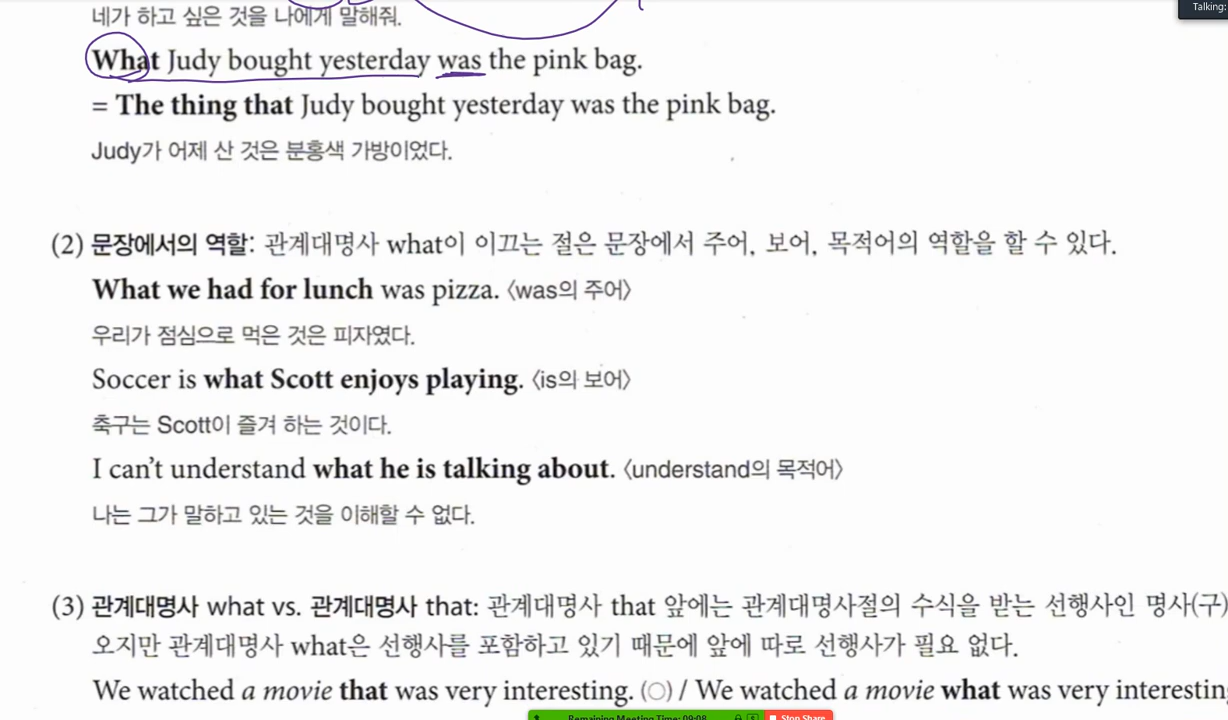 Talking:
네가 하고 싶은 것을 나에게 말해줘.
What Judy bought yesterday was the pink bag.
= The thing that Judy bought yesterday was the pink bag.
Judy가 어제 산 것은 분홍색 가방이었다.
(2) 문장에서의 역할: 관계대명사 what이 이끄는 절은 문장에서 주어, 보어, 목적어의 역할을 할 수 있다.
What we had for lunch was pizza. 〈was의 주어〉
우리가 점심으로 먹은 것은 피자였다.
Soccer is what Scott enjoys playing. 〈is의 보어〉
축구는 Scott이 즐겨 하는 것이다.
I can't understand what he is talking about. 〈understand의 목적어〉
나는 그가 말하고 있는 것을 이해할 수 없다.
(3) 관계대명사 what vs. 관계대명사 that: 관계대명사 that 앞에는 관계대명사절의 수식을 받는 선행사인 명사(구)
오지만 관계대명사 what은 선행사를 포함하고 있기 때문에 앞에 따로 선행사가 필요 없다.
We watched a movie that was very interesting. (○) / We watched a movie what was very interestin
Remaining Meeting Time: 09:08
Stop Share